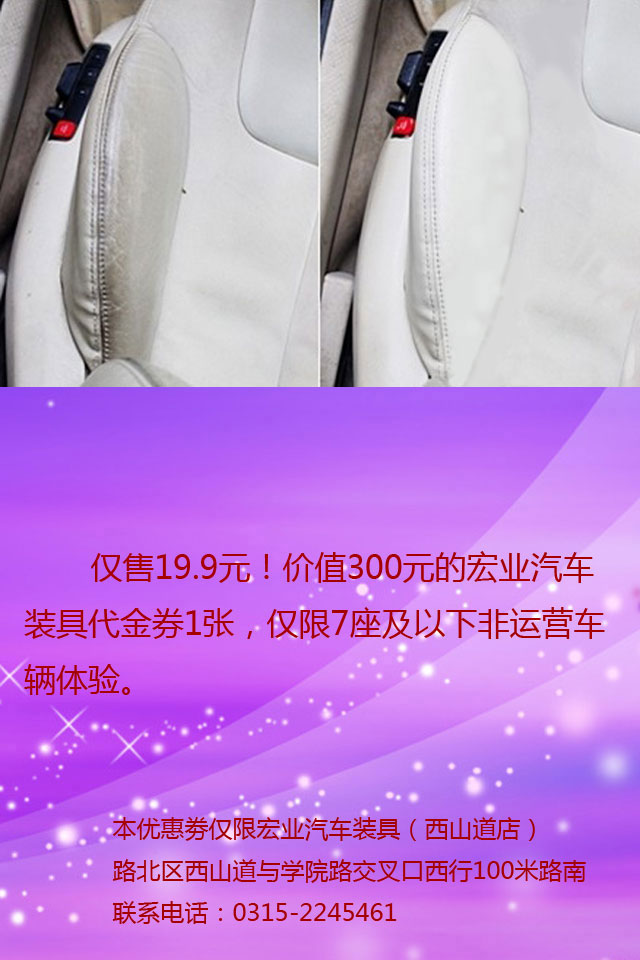 仅售19.9元！价值300元的宏业汽车
装具代金券1张，仅限7座及以下非运营车
辆体验。
本优惠劵仅限宏业汽车装具（西山道店）
路北区西山道与学院路交叉口西行100米路南
联系电话：0315-2245461